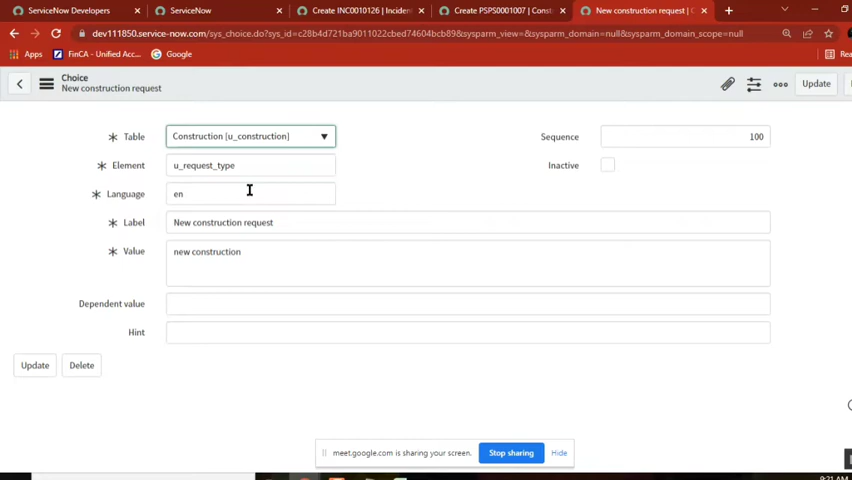 ServiceNow Developers
ServiceNow
Create INC0010126 | Inciden
Create PSPS0001007 | Const
New construction request | C
dev111850.service-now.com/sys_choice.do?sys_id=c28b4d721ba9011022cbed74604bcb89&sysparm_view=&sysparm_domain=null&sysparm_domain_scope=null
Apps
FinCA - Unified Acc...
Google
Rea
Choice
New construction request
Update
Table
Construction [u_construction]
Sequence
100
Element
u_request_type
Inactive
Language
en
Label
New construction request
Value
new construction
Dependent value
Hint
Update
Delete
meet.google.com is sharing your screen.
Stop sharing
Hide